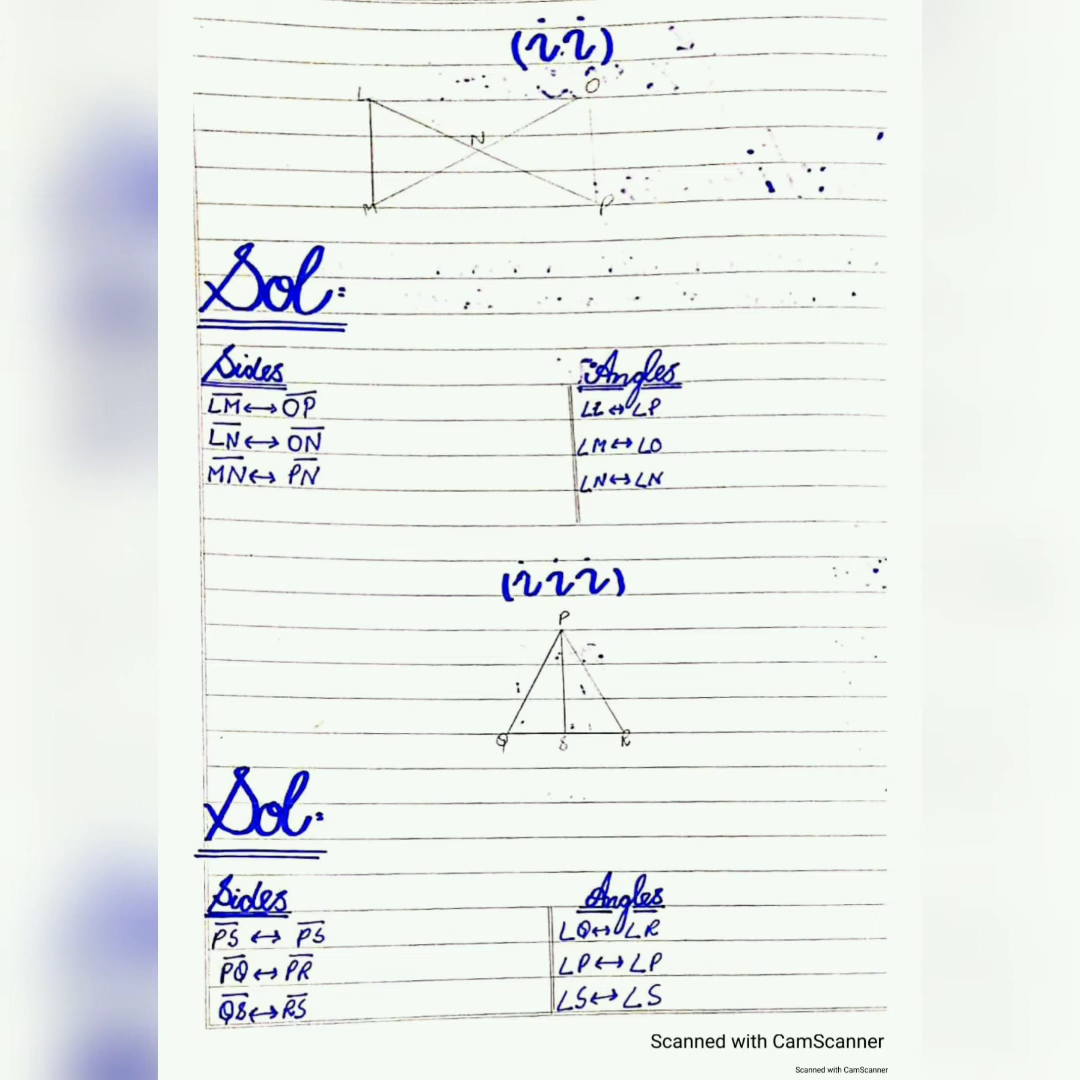 (ii)
L O
N
M P
Sol:
Sides Angles
LM ↔ OP ∠L ↔ ∠P
LN ↔ ON ∠M ↔ ∠O
MN ↔ PN ∠N ↔ ∠N
(iii)
P
Q S R
Sol:
Sides Angles
PS ↔ PS ∠Q ↔ ∠R
PQ ↔ PR ∠P ↔ ∠P
QS ↔ RS ∠S ↔ ∠S
Scanned with CamScanner
Scanned with CamScanner